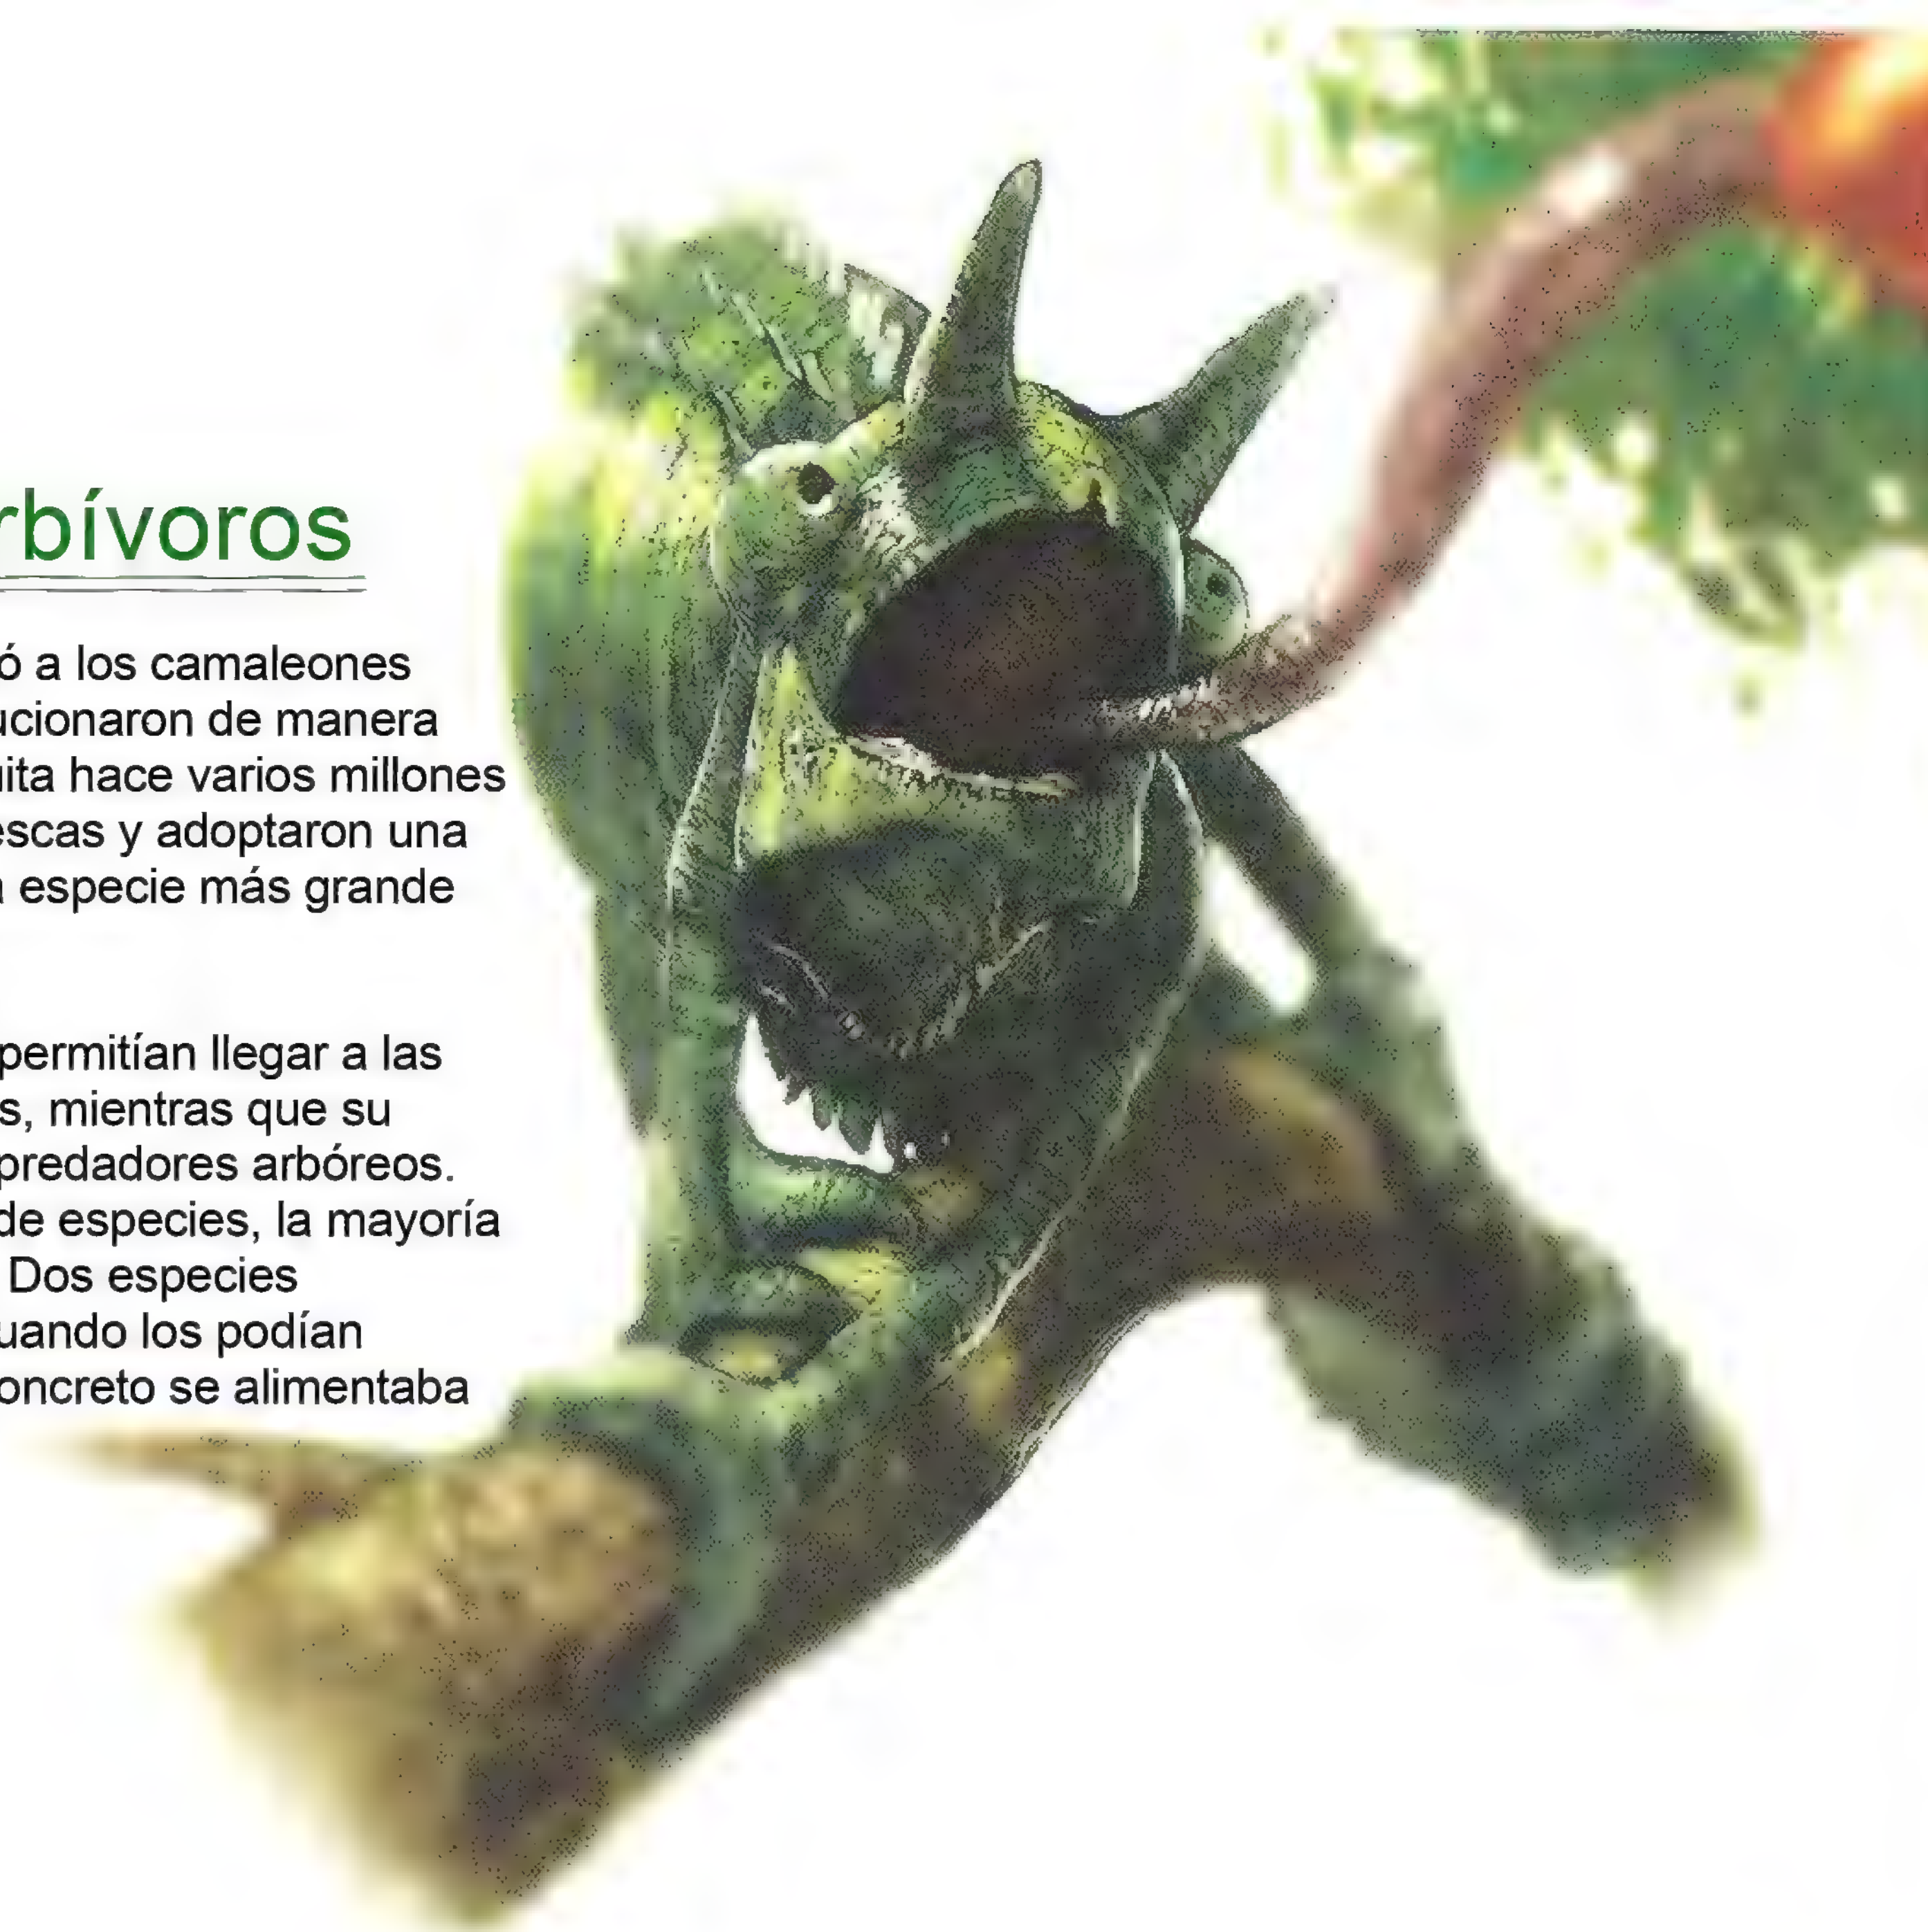 rbívoros
ó a los camaleones
ucionaron de manera
uita hace varios millones
escas y adoptaron una
a especie más grande
permitían llegar a las
s, mientras que su
predadores arbóreos.
de especies, la mayoría
Dos especies
uando los podían
oncreto se alimentaba